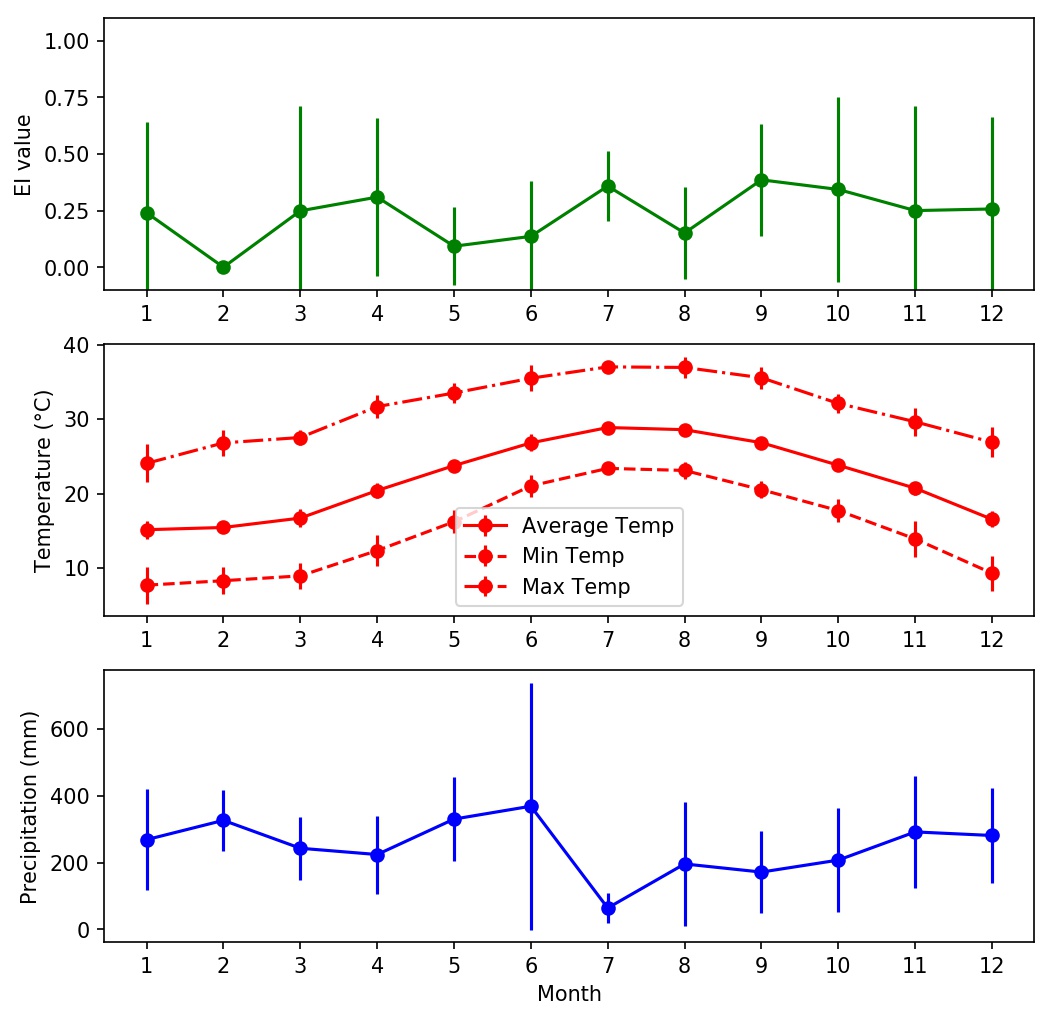 EI value
1.00
0.75
0.50
0.25
0.00
1 2 3 4 5 6 7 8 9 10 11 12
Temperature (°C)
40
30
20
10
Average Temp
Min Temp
Max Temp
1 2 3 4 5 6 7 8 9 10 11 12
Precipitation (mm)
600
400
200
0
1 2 3 4 5 6 7 8 9 10 11 12
Month